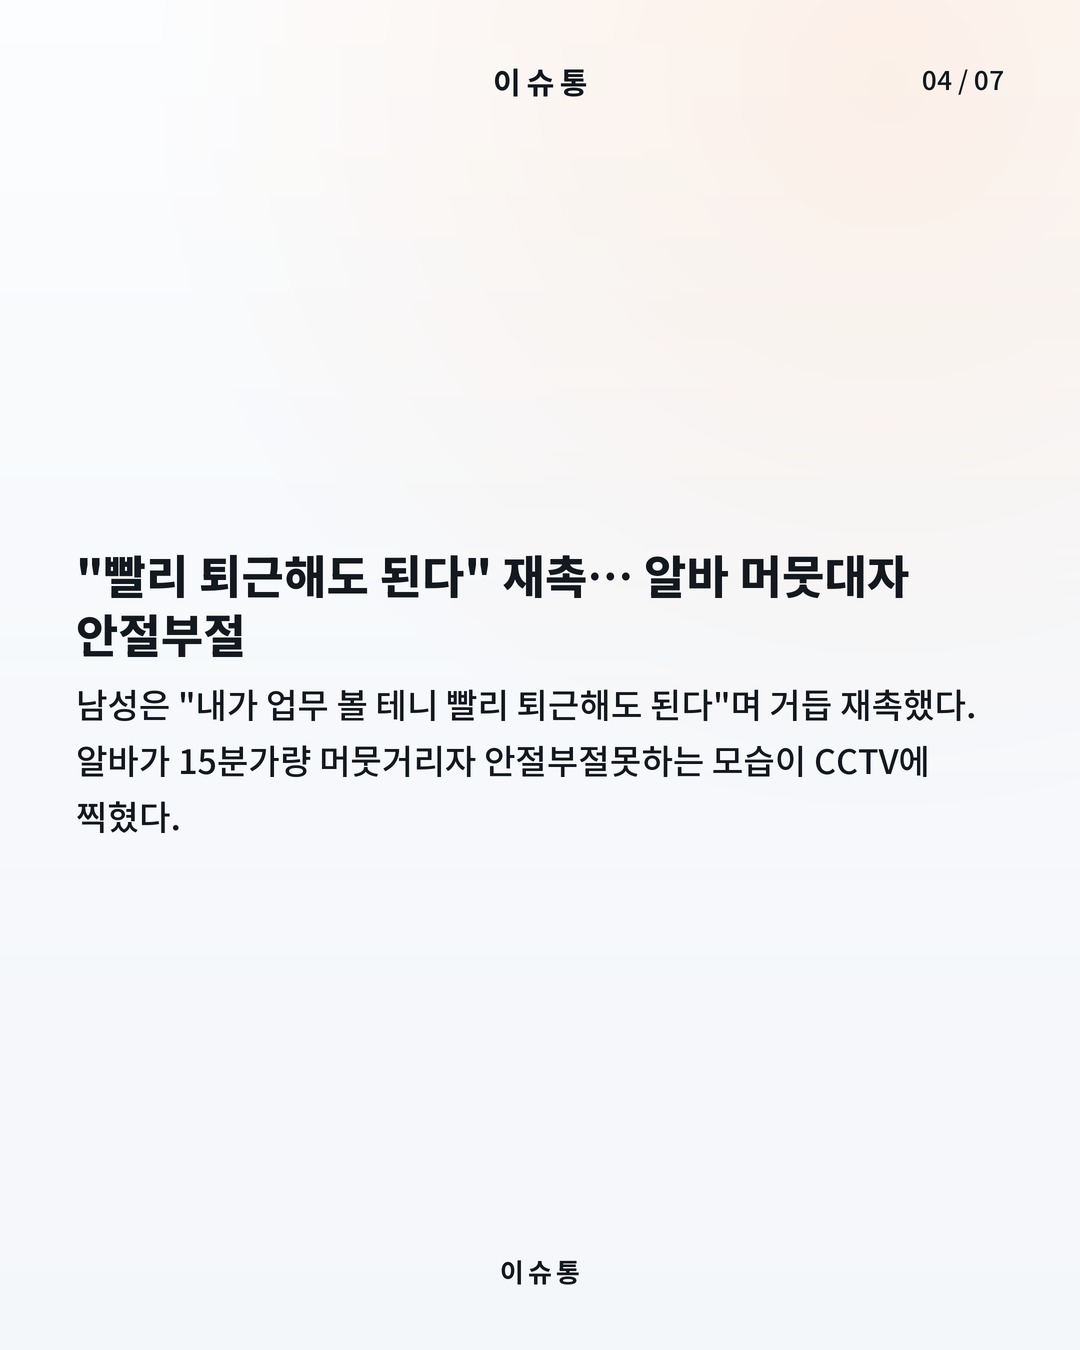 이슈통
04 / 07
"빨리 퇴근해도 된다" 재촉… 알바 머뭇대자
안절부절
남성은 "내가 업무 볼 테니 빨리 퇴근해도 된다"며 거듭 재촉했다.
알바가 15분가량 머뭇거리자 안절부절못하는 모습이 CCTV에
찍혔다.
이슈통